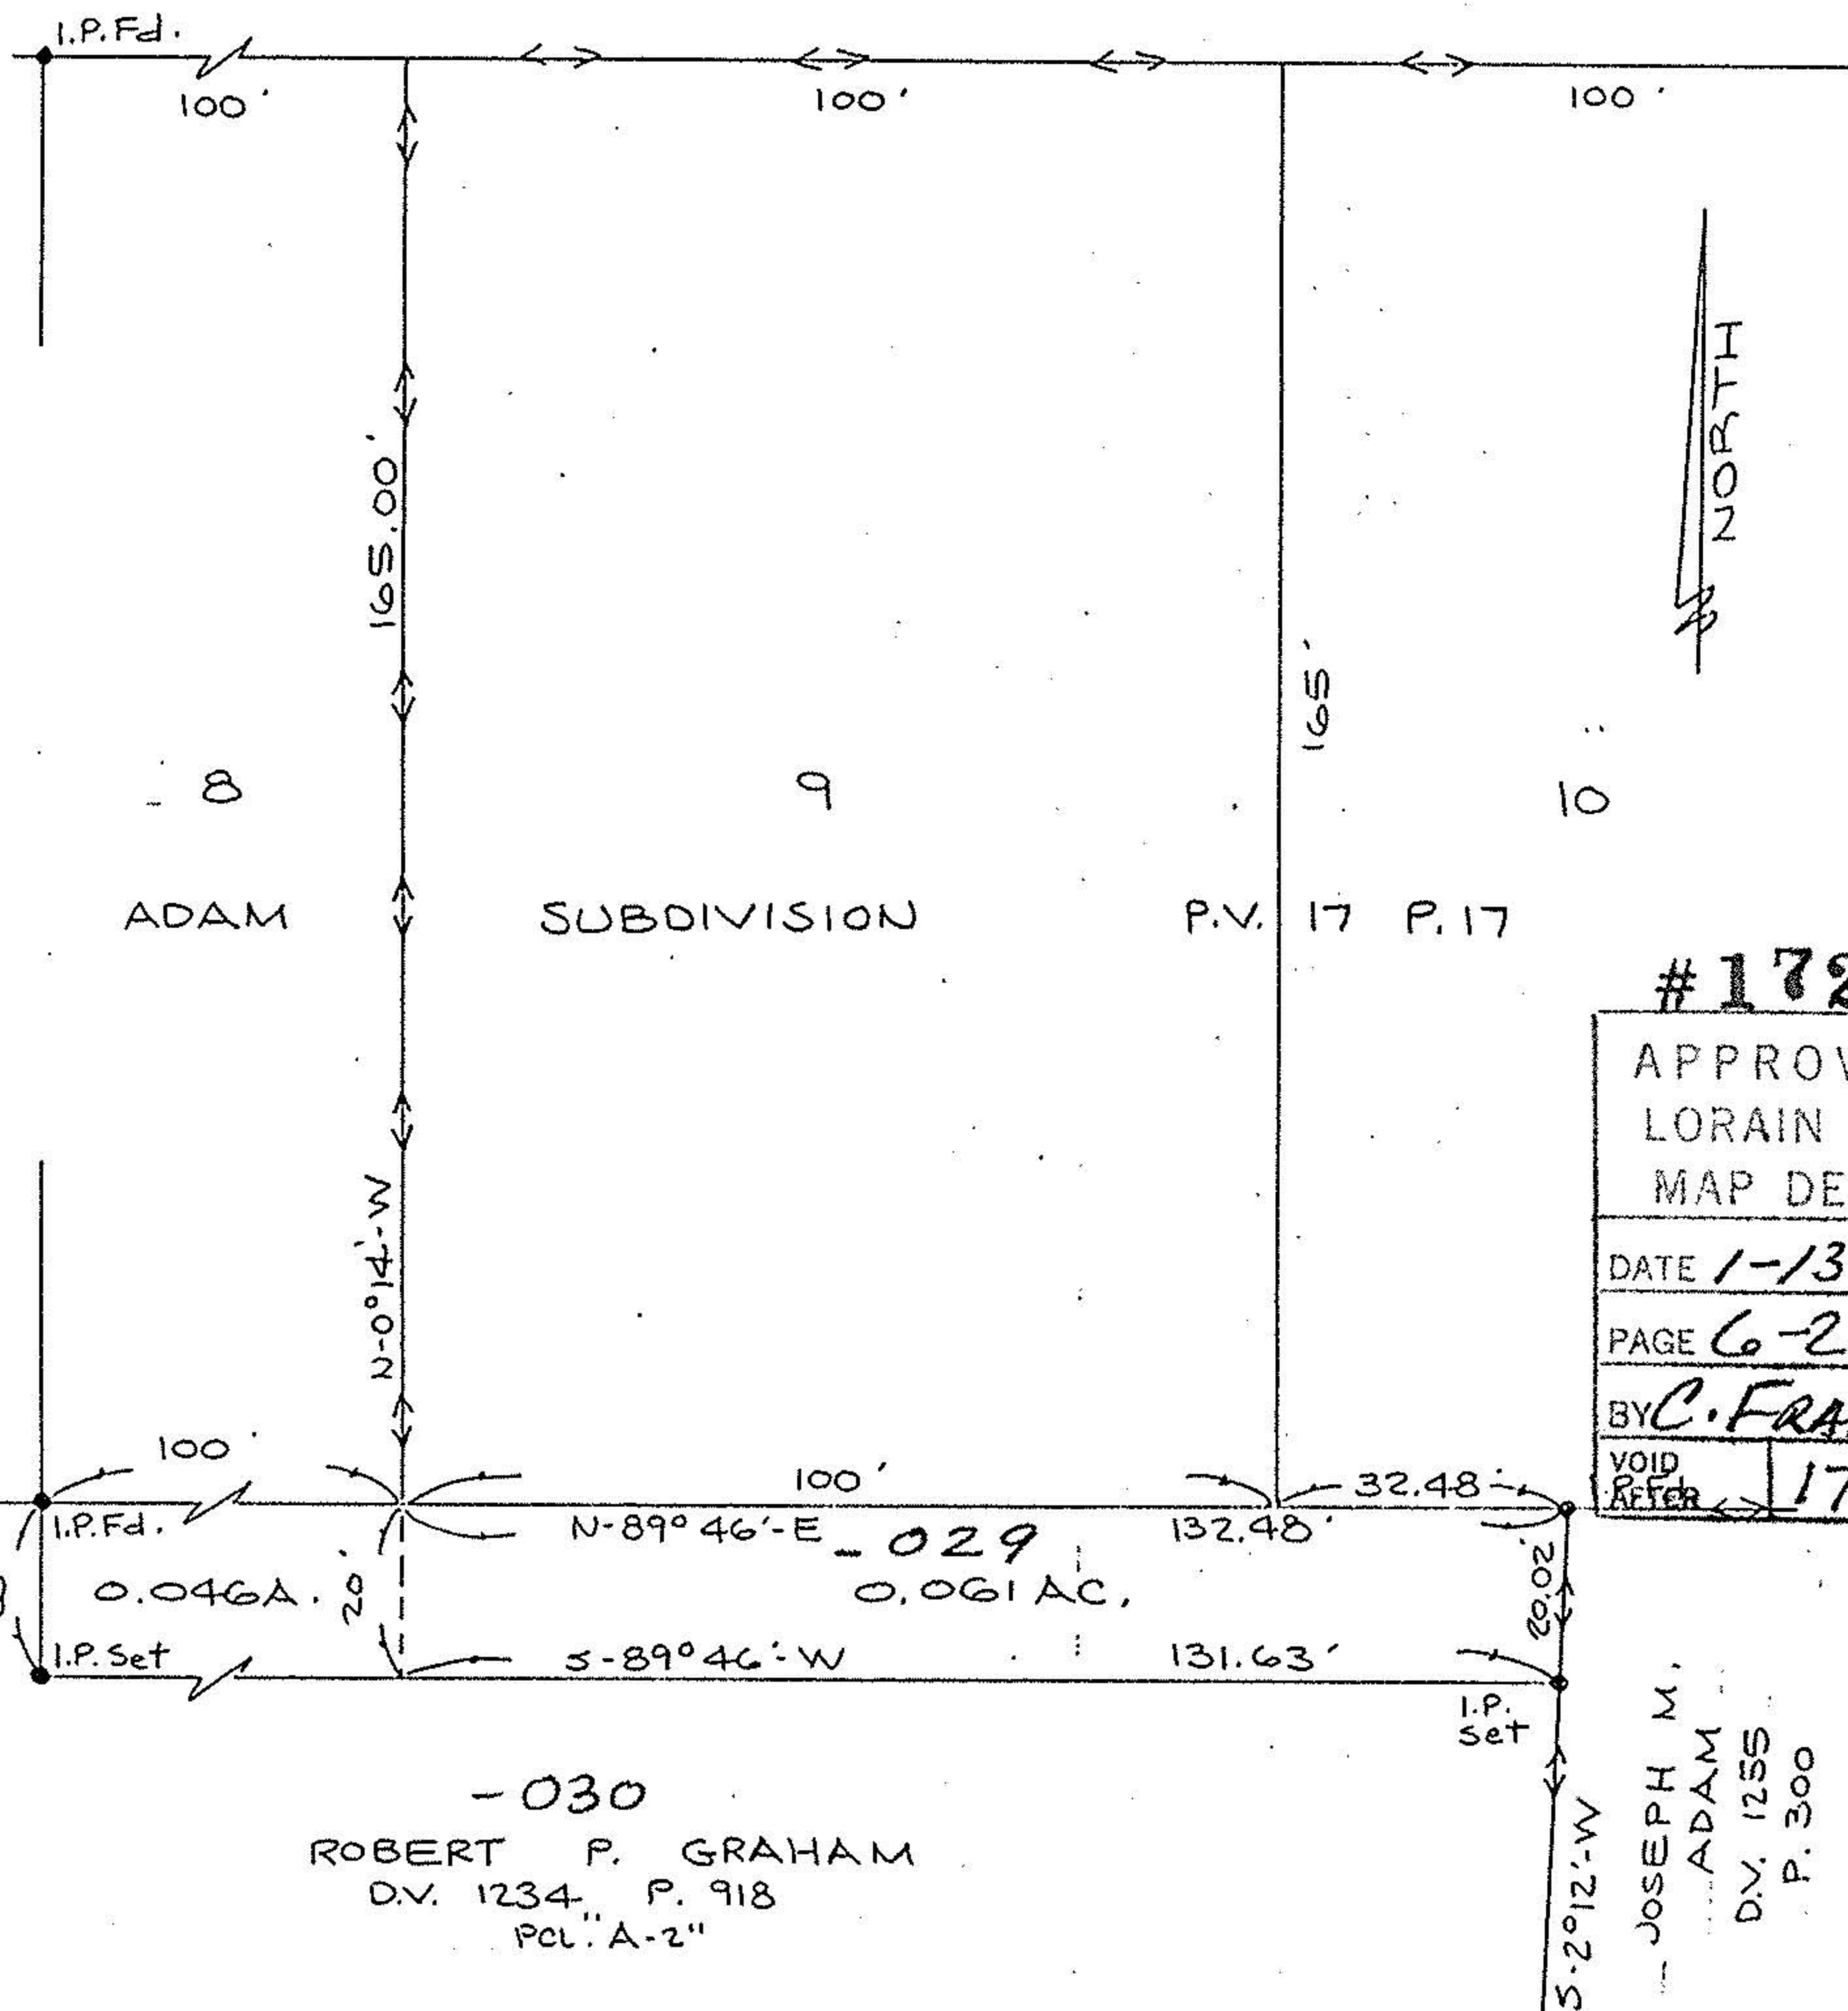 I.P. Fd.
100'
100'
100'
165.00'
NORTH
165'
8
9
10
ADAM SUBDIVISION P.V. 17 P. 17
#172
APPROV
LORAIN
MAP DE
DATE 1-13
PAGE 6-2
BY C. FRA
VOID
AFTER 17
N-0°14'-W
100'
100'
32.48'
I.P. Fd.
N-89°46'-E
-029
132.48'
0.046A.
20'
0.061 AC.
20.02'
I.P. Set
S-89°46'-W
131.63'
I.P.
Set
-030
ROBERT P. GRAHAM
D.V. 1234 P. 918
PCL. "A-2"
S-2°12'-W
JOSEPH M.
ADAM
D.V. 1255
P. 300